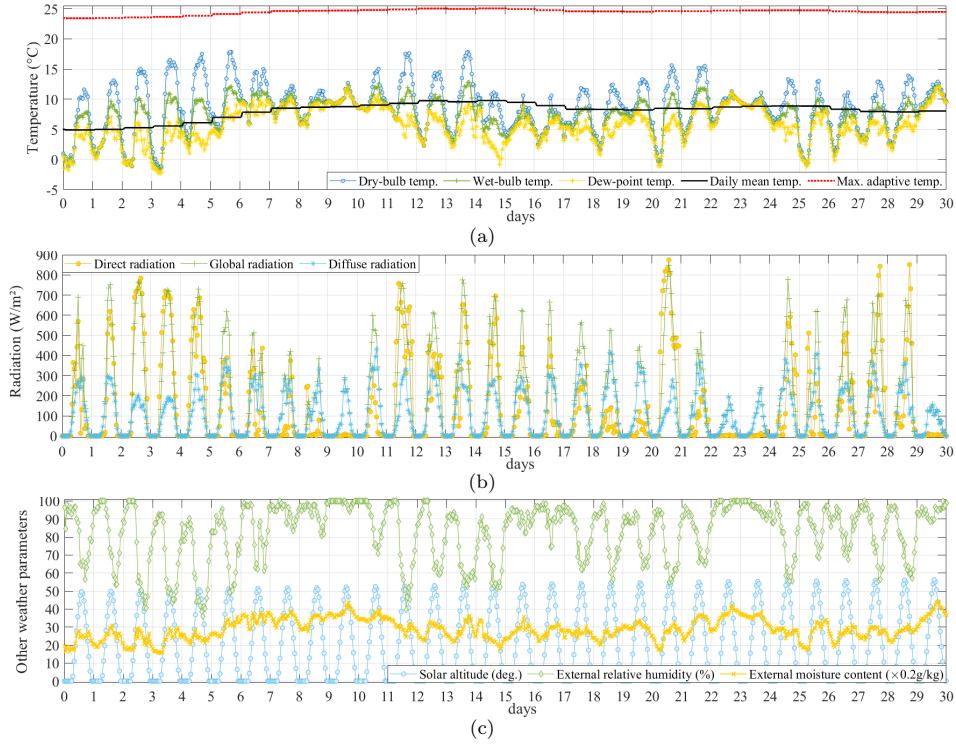 25
20
15
10
5
0
-5
Temperature (°C)
Dry-bulb temp. Wet-bulb temp. Dew-point temp. Daily mean temp. Max. adaptive temp.
0 1 2 3 4 5 6 7 8 9 10 11 12 13 14 15 16 17 18 19 20 21 22 23 24 25 26 27 28 29 30
days
(a)
900
800
700
600
500
400
300
200
100
0
Radiation (W/m²)
Direct radiation Global radiation Diffuse radiation
0 1 2 3 4 5 6 7 8 9 10 11 12 13 14 15 16 17 18 19 20 21 22 23 24 25 26 27 28 29 30
days
(b)
100
90
80
70
60
50
40
30
20
10
0
Other weather parameters
Solar altitude (deg.) External relative humidity (%) External moisture content (×0.2g/kg)
0 1 2 3 4 5 6 7 8 9 10 11 12 13 14 15 16 17 18 19 20 21 22 23 24 25 26 27 28 29 30
days
(c)